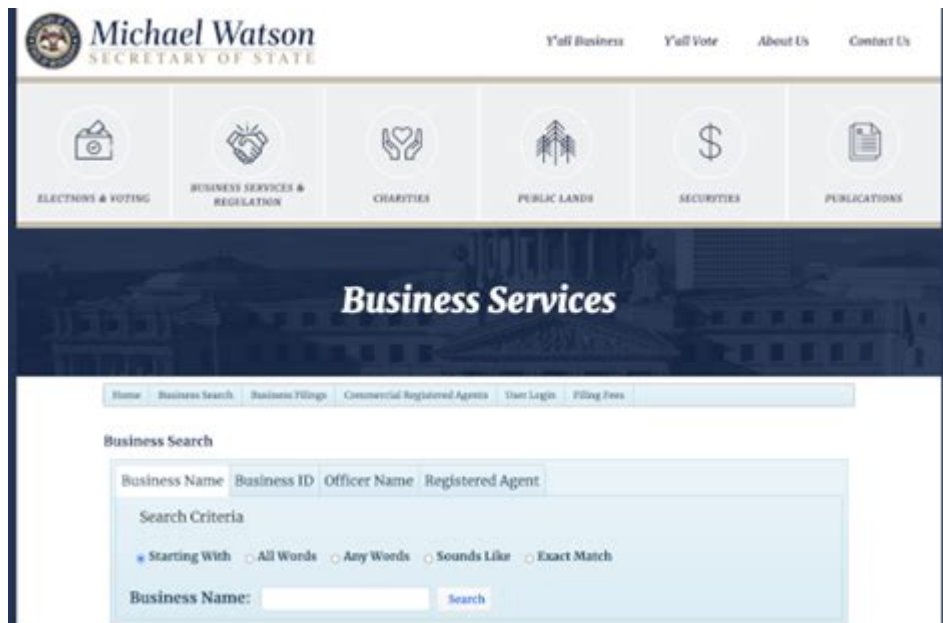 Michael Watson
SECRETARY OF STATE
Y'all Business Y'all Vote About Us Contact Us
ELECTIONS & VOTING
BUSINESS SERVICES &
REGULATION
CHARITIES
PUBLIC LANDS
SECURITIES
PUBLICATIONS
Business Services
Home Business Search Business Filings Commercial Registered Agents User Login Filing Fees
Business Search
Business Name Business ID Officer Name Registered Agent
Search Criteria
Starting With All Words Any Words Sounds Like Exact Match
Business Name: Search